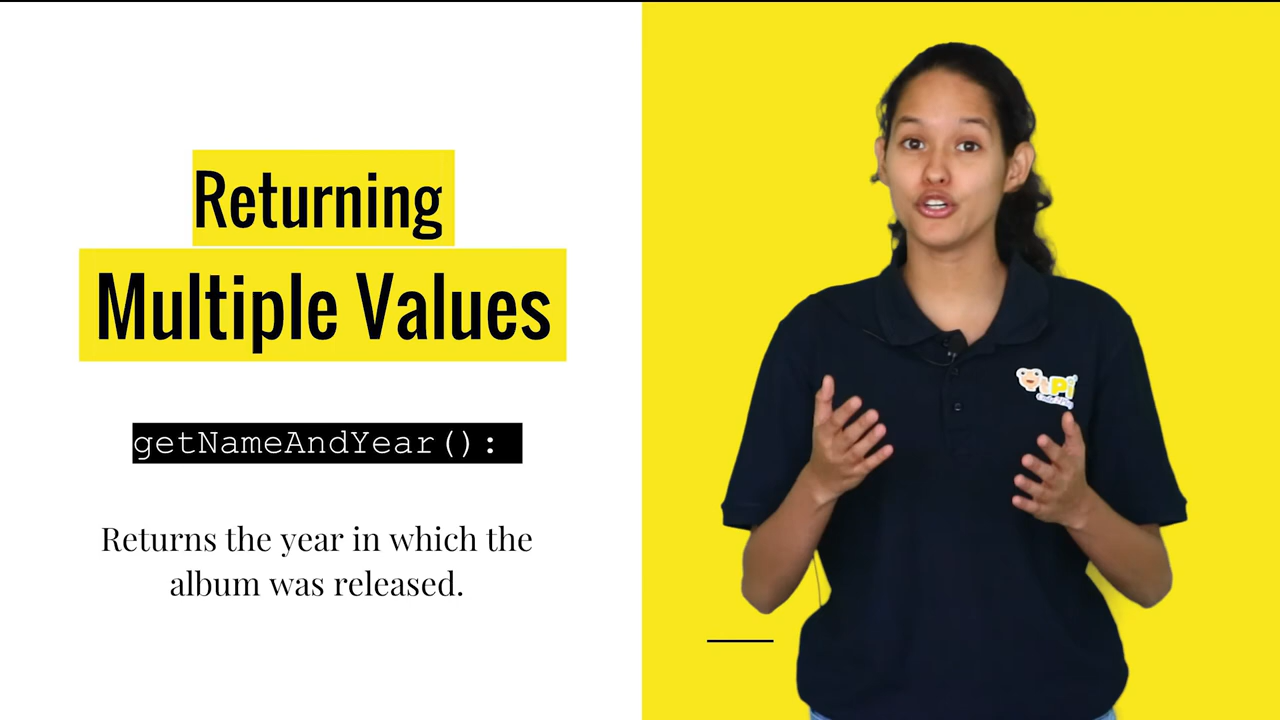 Returning
Multiple Values
getNameAndYear():
Returns the year in which the
album was released.